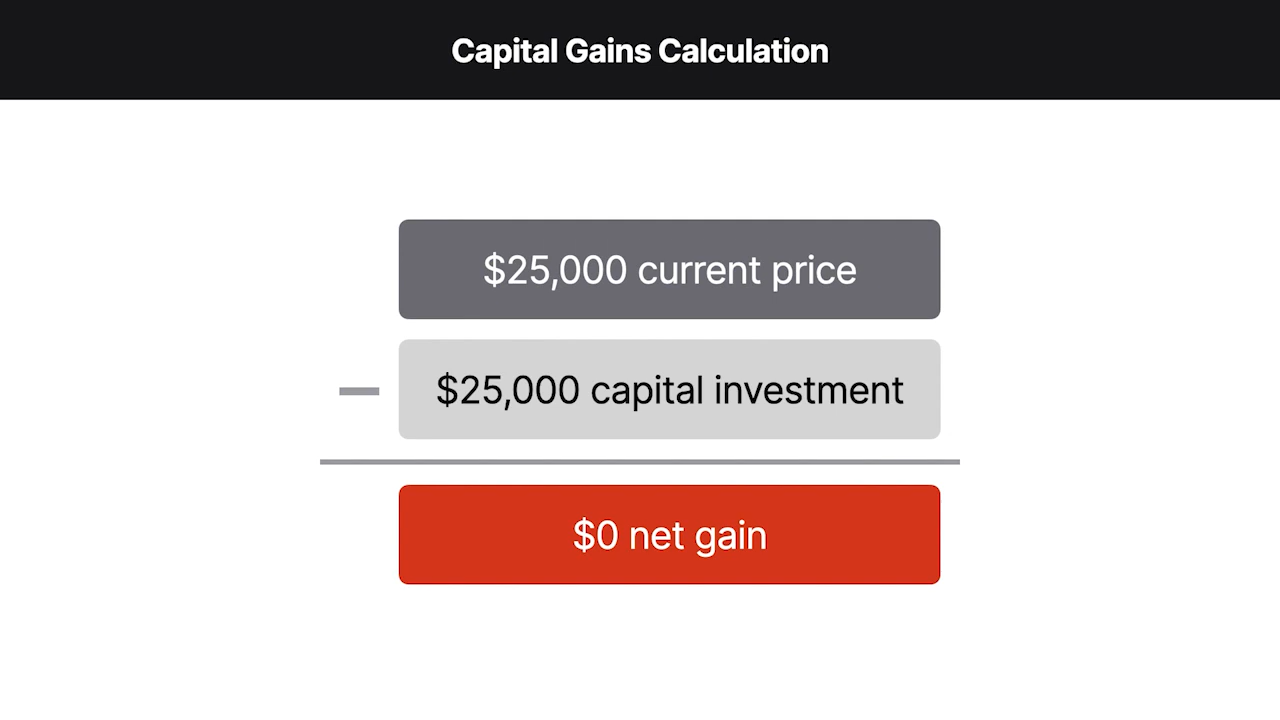 Capital Gains Calculation
$25,000 current price
$25,000 capital investment
$0 net gain